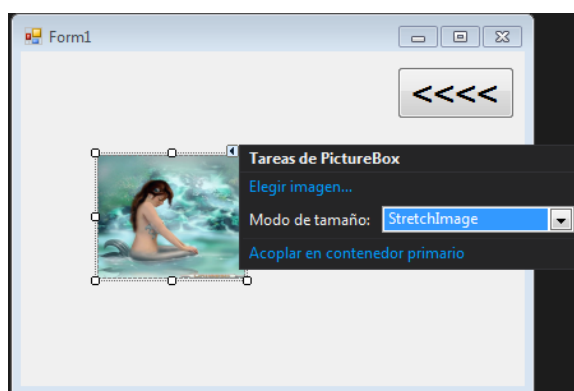 Form1
<<<<
Tareas de PictureBox
Elegir imagen...
Modo de tamaño: StretchImage
Acoplar en contenedor primario